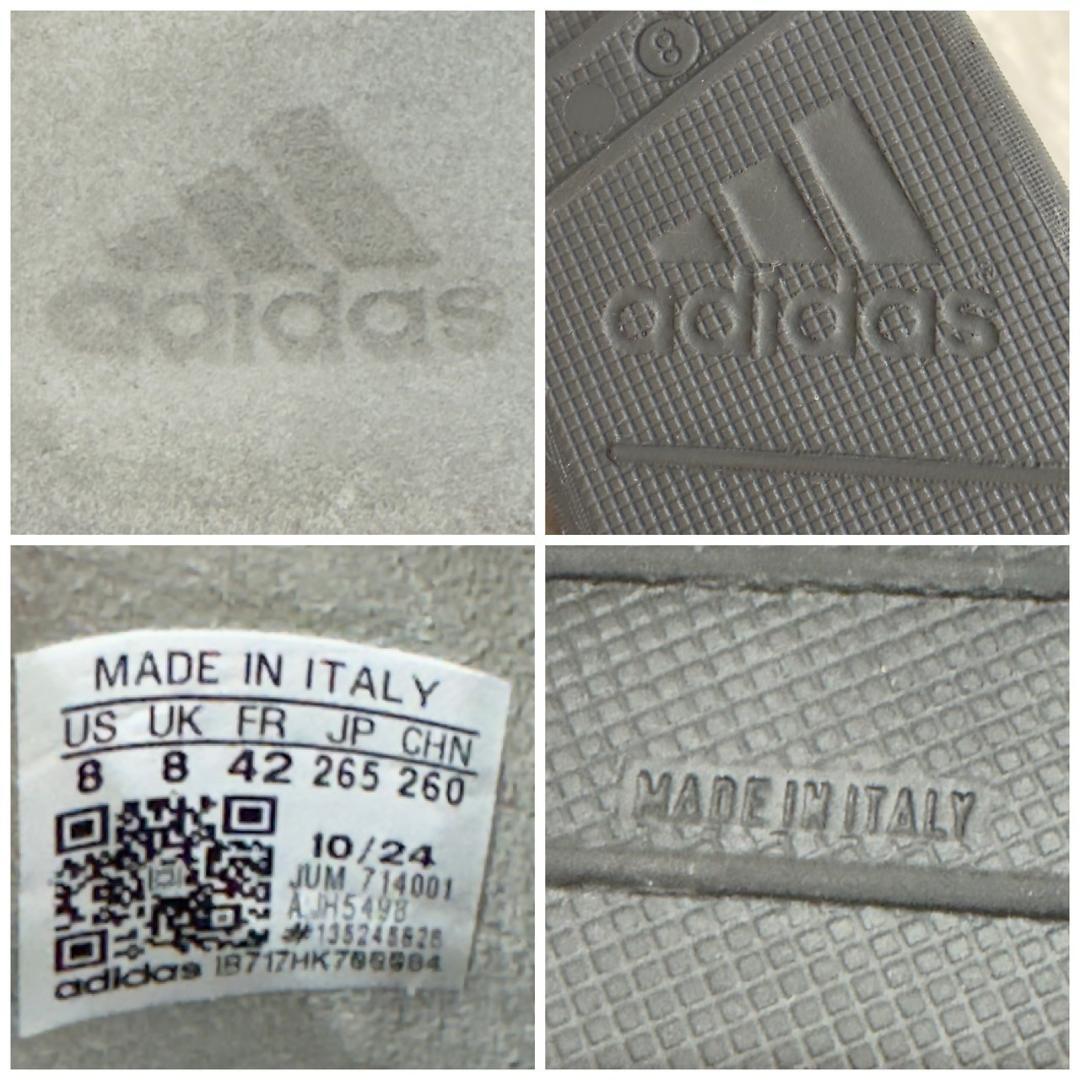 adidas
8
adidas®
MADE IN ITALY
US UK FR JP CHN
8 8 42 265 260
10/24
JUM 714001
AJH5498
adidas
MADE IN ITALY